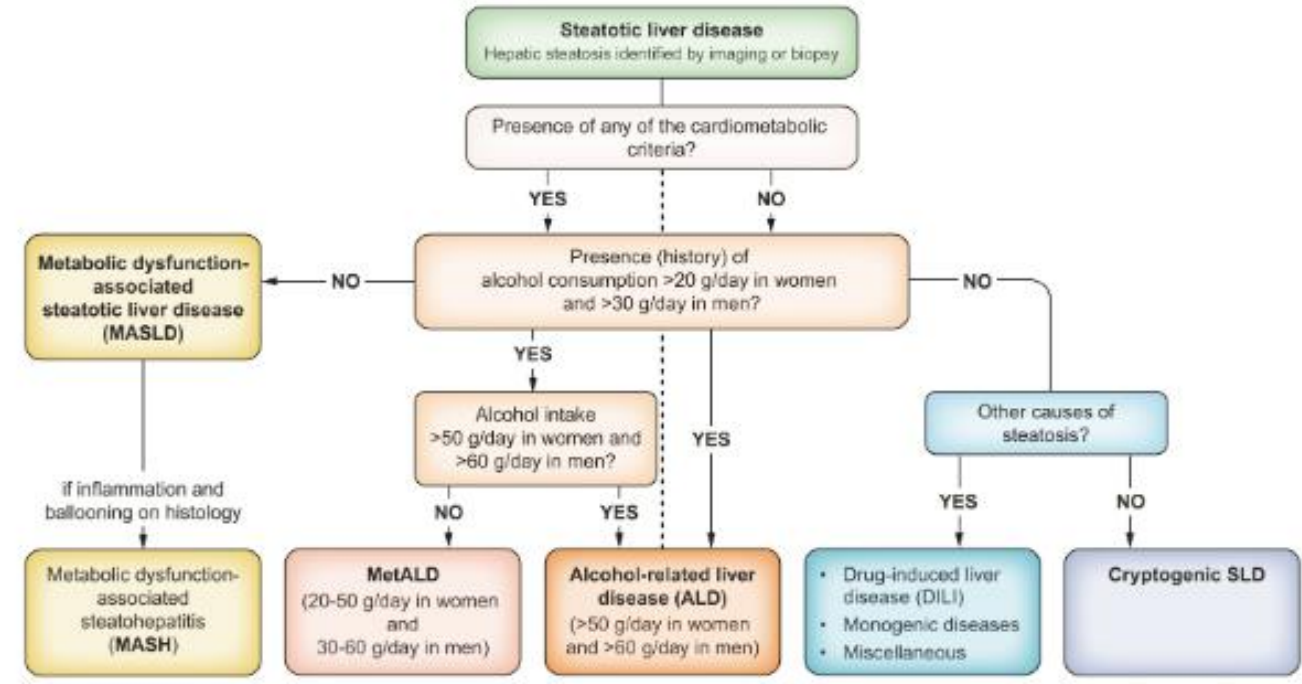 Steatotic liver disease
Hepatic steatosis identified by imaging or biopsy
Presence of any of the cardiometabolic
criteria?
YES
NO
Presence (history) of
alcohol consumption >20 g/day in women
and >30 g/day in men?
NO
NO
Metabolic dysfunction-
associated
steatotic liver disease
(MASLD)
YES
Alcohol intake
>50 g/day in women and
>60 g/day in men?
YES
Other causes of
steatosis?
if inflammation and
ballooning on histology
NO
YES
YES
NO
Metabolic dysfunction-
associated
steatohepatitis
(MASH)
MetALD
(20-50 g/day in women
and
30-60 g/day in men)
Alcohol-related liver
disease (ALD)
(>50 g/day in women
and >60 g/day in men)
• Drug-induced liver
disease (DILI)
• Monogenic diseases
• Miscellaneous
Cryptogenic SLD